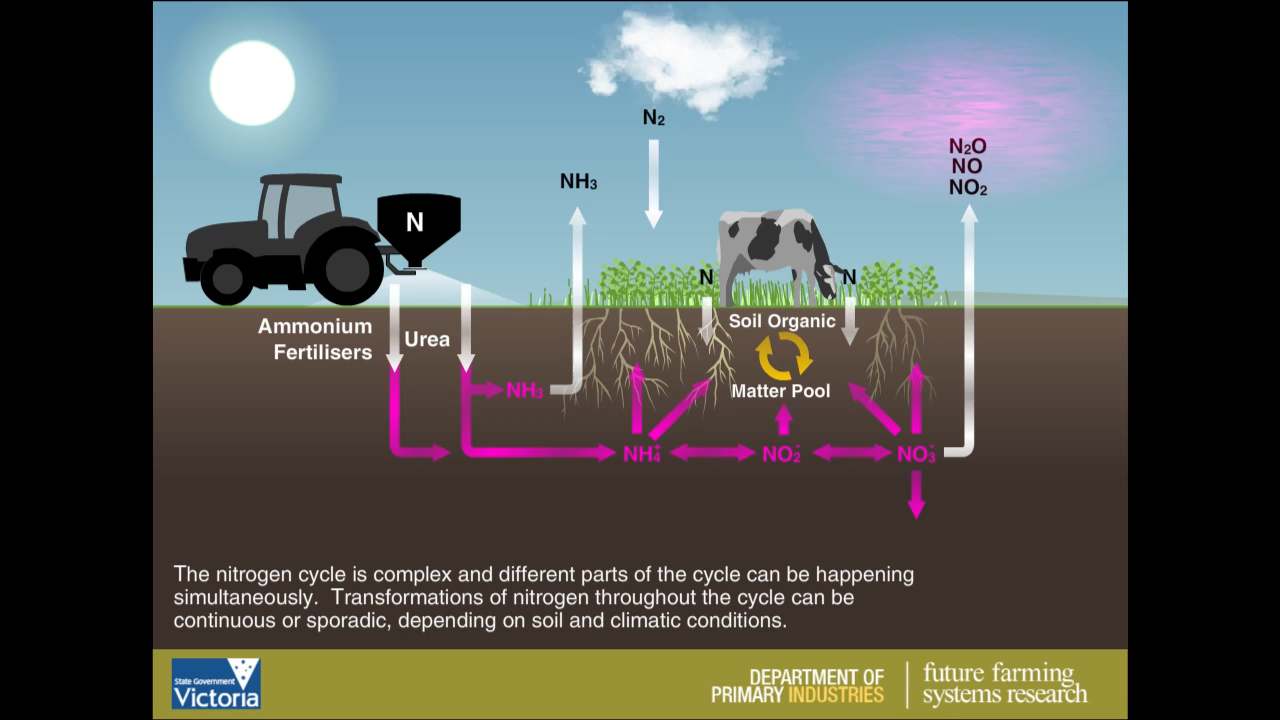 N₂
N₂O
NO
NO₂
NH₃
N
N
N
Ammonium
Fertilisers
Urea
Soil Organic
Matter Pool
NH₃
NH₄⁺
NO₂⁻
NO₃⁻
The nitrogen cycle is complex and different parts of the cycle can be happening
simultaneously.  Transformations of nitrogen throughout the cycle can be
continuous or sporadic, depending on soil and climatic conditions.
State Government
Victoria
DEPARTMENT OF
PRIMARY INDUSTRIES
future farming
systems research